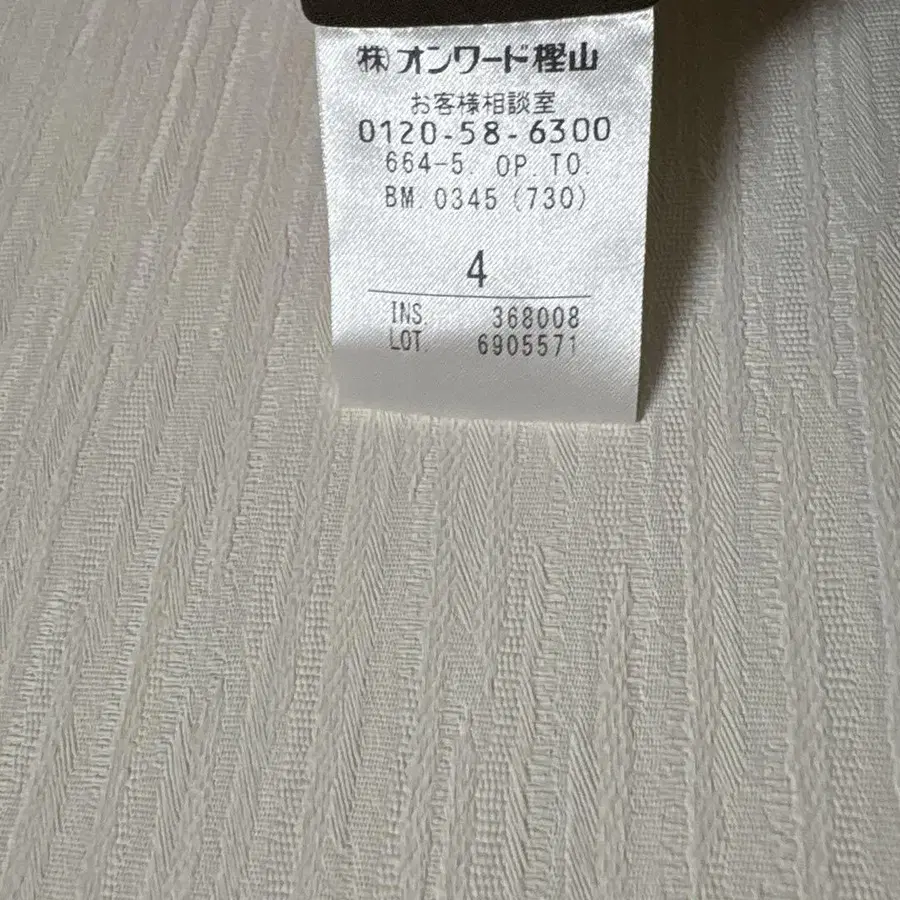 ㈱オンワード樫山
お客様相談室
0120-58-6300
664-5. OP. TO.
BM. 0345 (730)
4
INS. 368008
LOT. 6905571